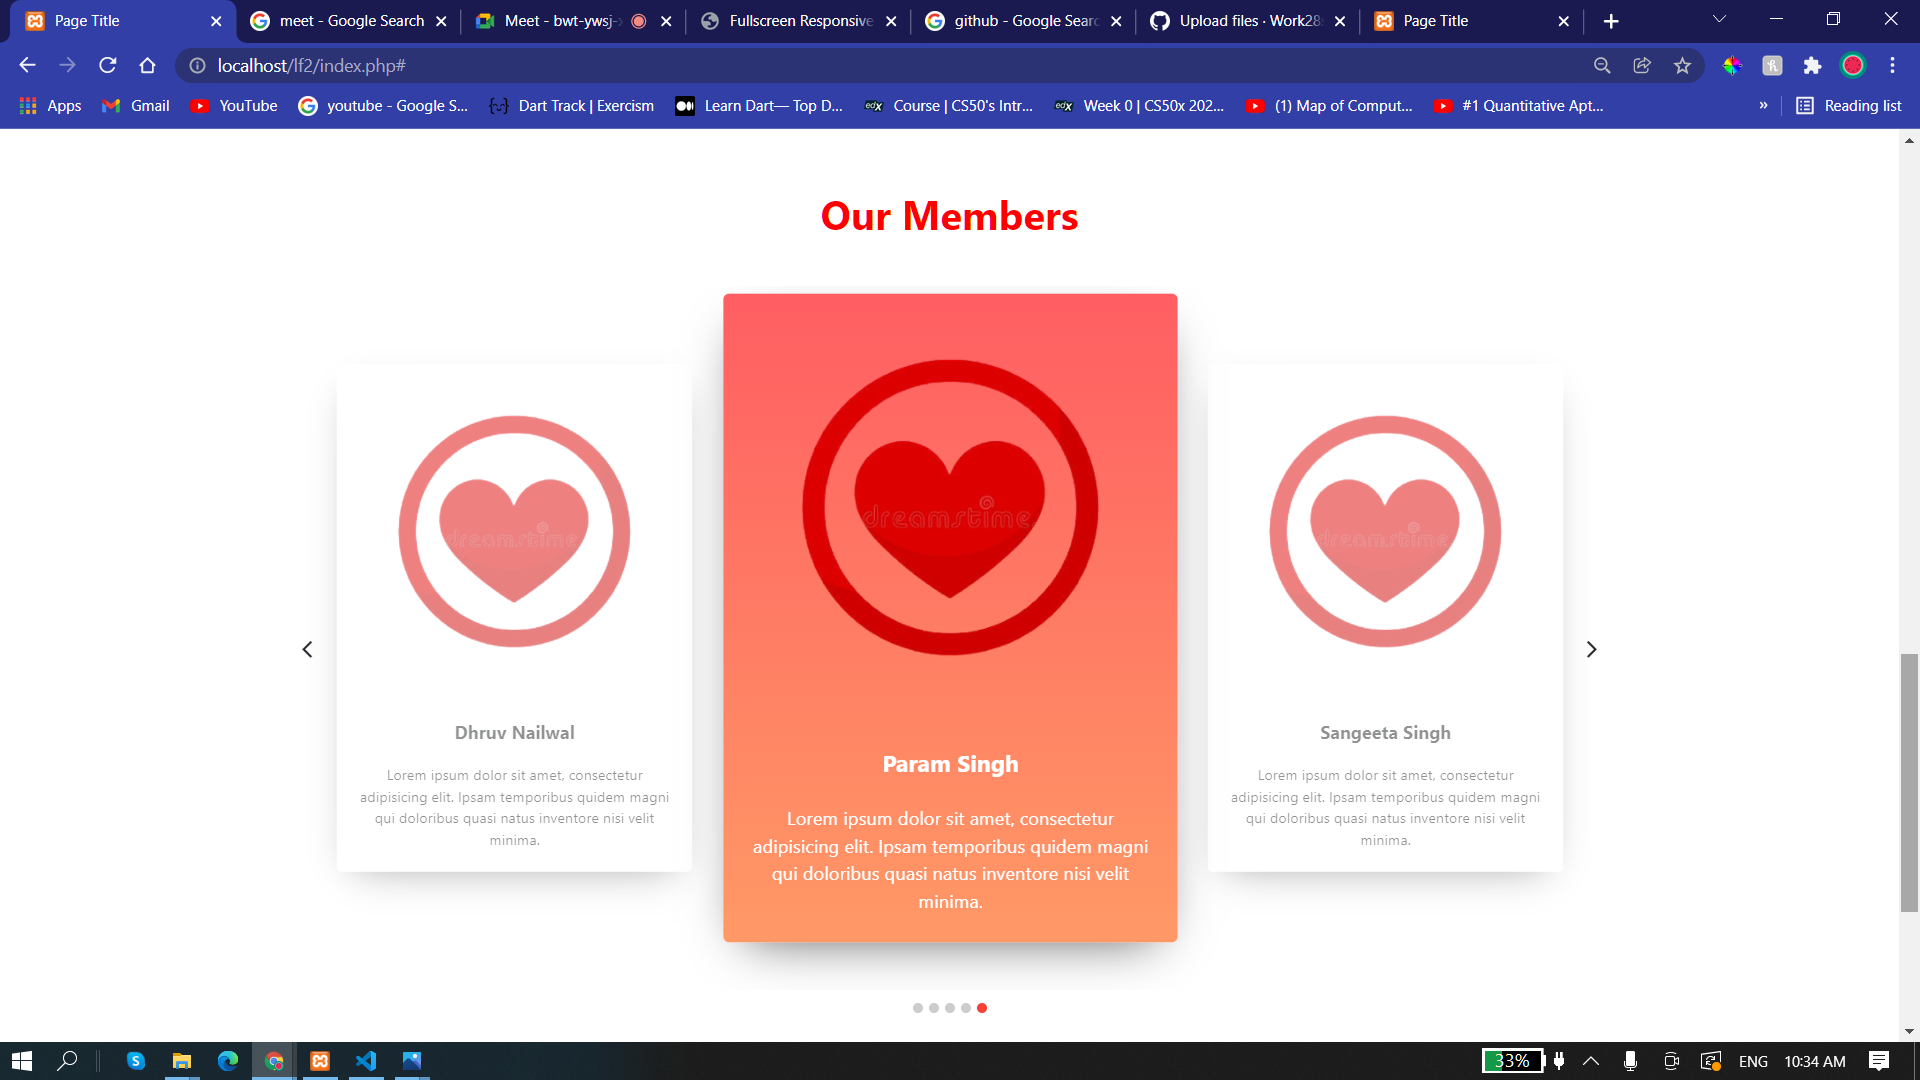 Page Title
meet - Google Search
Meet - bwt-ywsj-
Fullscreen Responsive
github - Google Searc
Upload files · Work28
Page Title
localhost/lf2/index.php#
Apps
Gmail
YouTube
youtube - Google S...
Dart Track | Exercism
Learn Dart— Top D...
edX
Course | CS50's Intr...
edX
Week 0 | CS50x 202...
(1) Map of Comput...
#1 Quantitative Apt...
»
Reading list
Our Members
dreamstime
dreamstime
dreamstime
Dhruv Nailwal
Lorem ipsum dolor sit amet, consectetur
adipisicing elit. Ipsam temporibus quidem magni
qui doloribus quasi natus inventore nisi velit
minima.
Param Singh
Lorem ipsum dolor sit amet, consectetur
adipisicing elit. Ipsam temporibus quidem magni
qui doloribus quasi natus inventore nisi velit
minima.
Sangeeta Singh
Lorem ipsum dolor sit amet, consectetur
adipisicing elit. Ipsam temporibus quidem magni
qui doloribus quasi natus inventore nisi velit
minima.
33%
ENG
10:34 AM